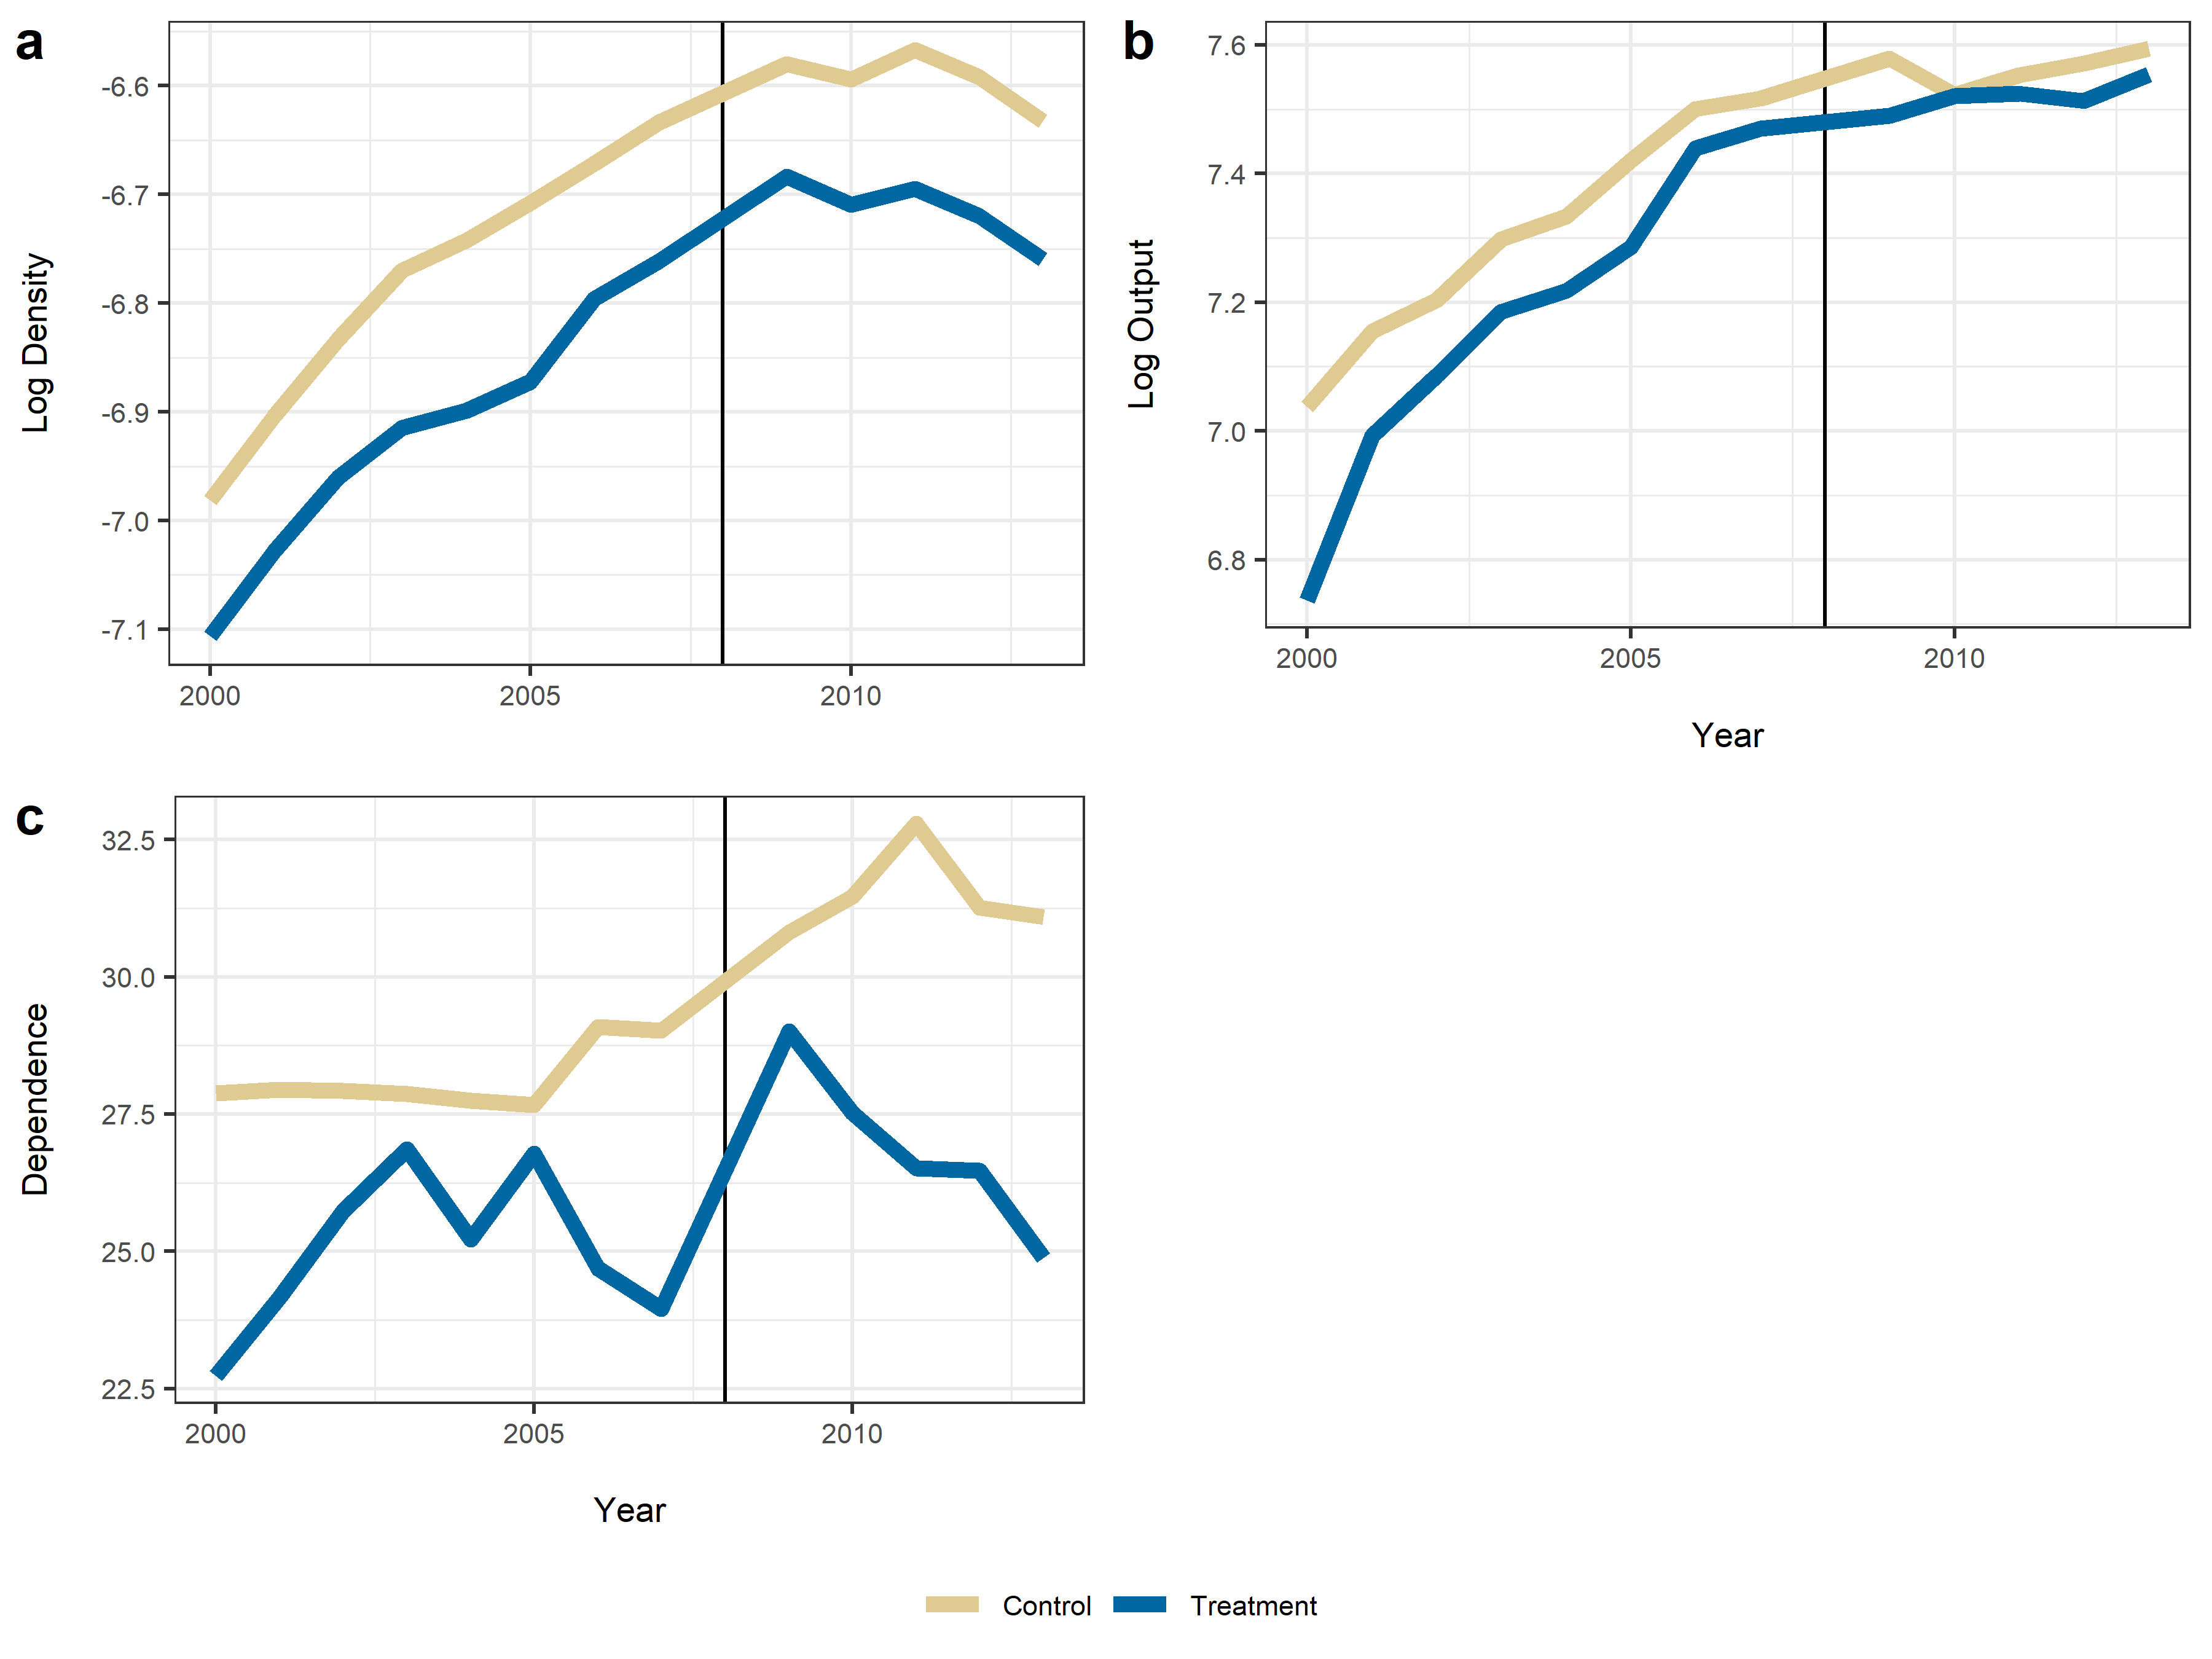 a
Log Density
-6.6
-6.7
-6.8
-6.9
-7.0
-7.1
2000 2005 2010
b
Log Output
7.6
7.4
7.2
7.0
6.8
2000 2005 2010
Year
c
Dependence
32.5
30.0
27.5
25.0
22.5
2000 2005 2010
Year
Control Treatment